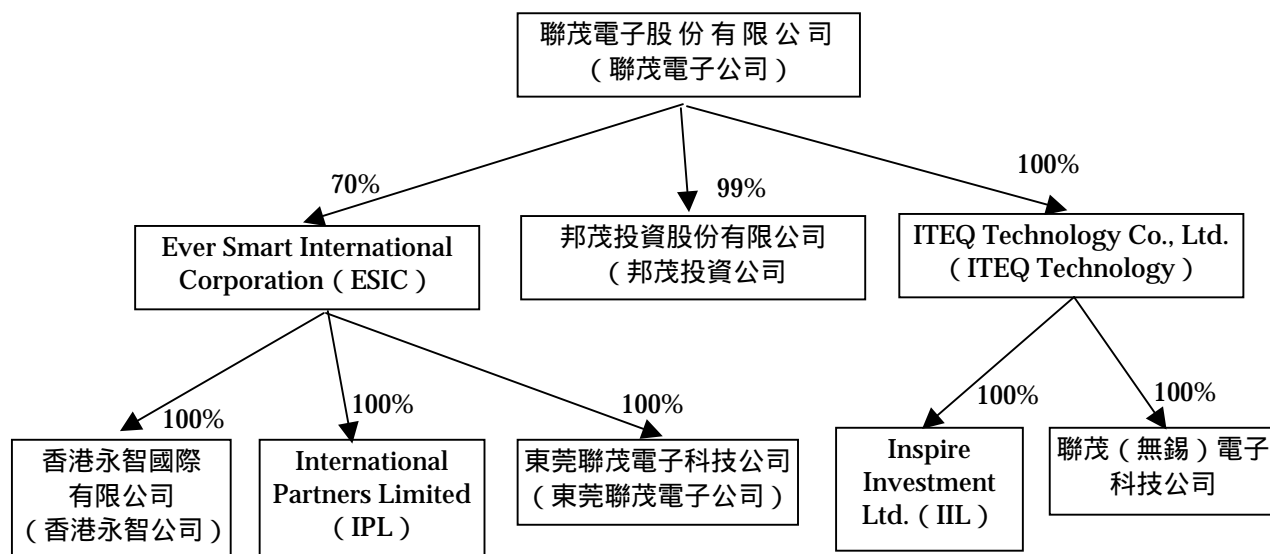 聯茂電子股份有限公司
（聯茂電子公司）
70%
99%
100%
Ever Smart International
Corporation（ESIC）
邦茂投資股份有限公司
（邦茂投資公司
ITEQ Technology Co., Ltd.
（ITEQ Technology）
100%
100%
100%
100%
100%
香港永智國際
有限公司
（香港永智公司）
International
Partners Limited
（IPL）
東莞聯茂電子科技公司
（東莞聯茂電子公司）
Inspire
Investment
Ltd.（IIL）
聯茂（無錫）電子
科技公司